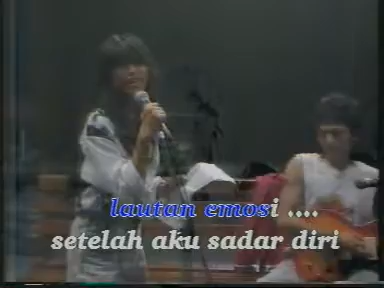 lautan emosi ....
setelah aku sadar diri